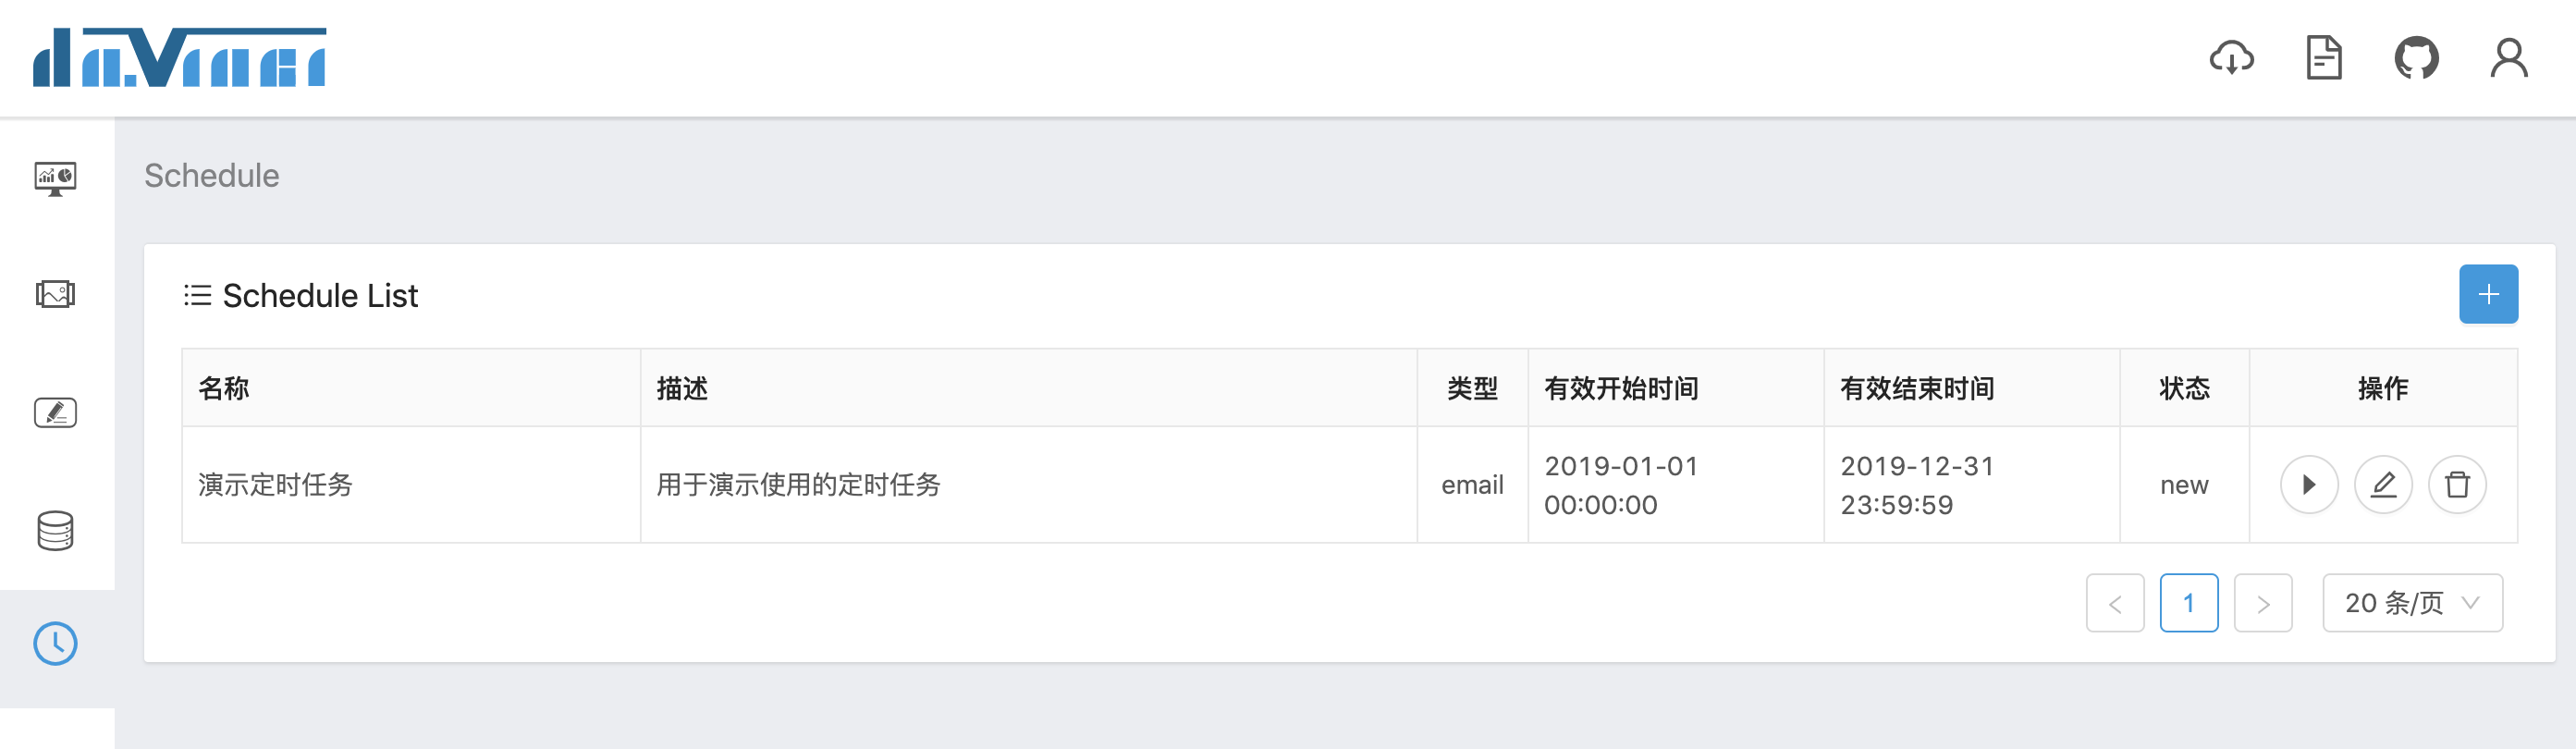 da.Vinci
Schedule
Schedule List
名称 描述 类型 有效开始时间 有效结束时间 状态 操作
演示定时任务 用于演示使用的定时任务 email 2019-01-01 00:00:00 2019-12-31 23:59:59 new
1 20 条/页